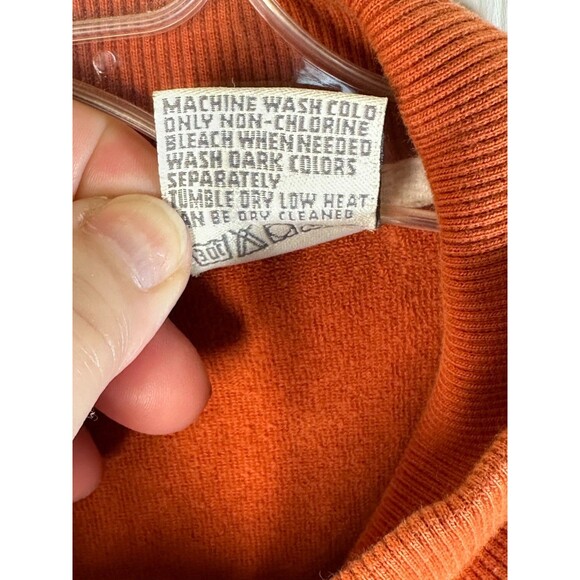 MACHINE WASH COLD
ONLY NON-CHLORINE
BLEACH WHEN NEEDED
WASH DARK COLORS
SEPARATELY
TUMBLE DRY LOW HEAT
CAN BE DRY CLEANED
30C